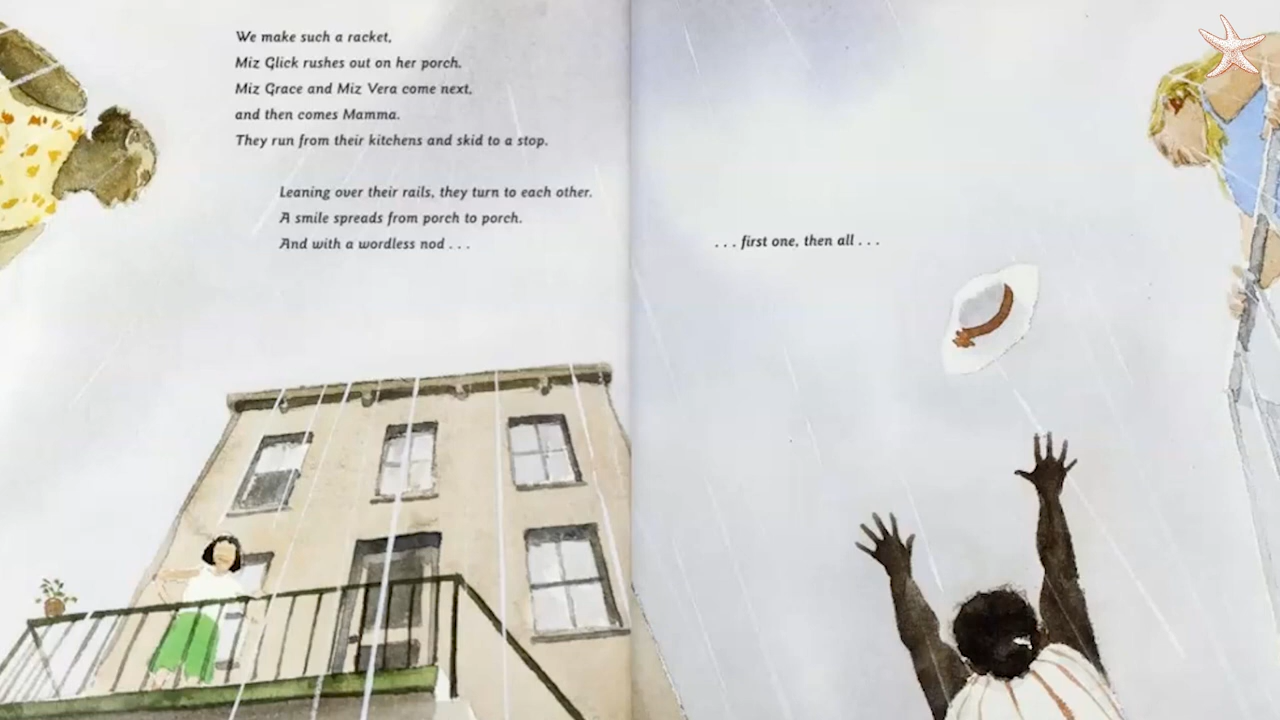 We make such a racket,
Miz Glick rushes out on her porch.
Miz Grace and Miz Vera come next,
and then comes Mamma.
They run from their kitchens and skid to a stop.
Leaning over their rails, they turn to each other.
A smile spreads from porch to porch.
And with a wordless nod . . .
. . . first one, then all . . .